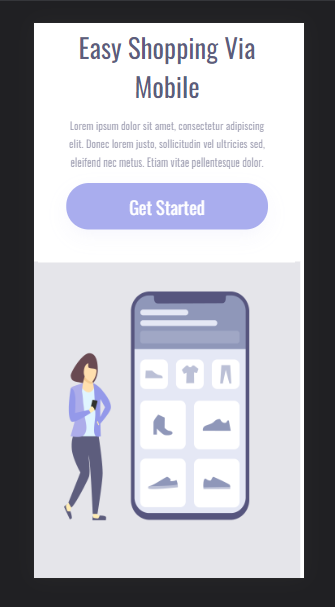 Easy Shopping Via
Mobile
Lorem ipsum dolor sit amet, consectetur adipiscing
elit. Donec lorem justo, sollicitudin vel ultricies sed,
eleifend nec metus. Etiam vitae pellentesque dolor.
Get Started